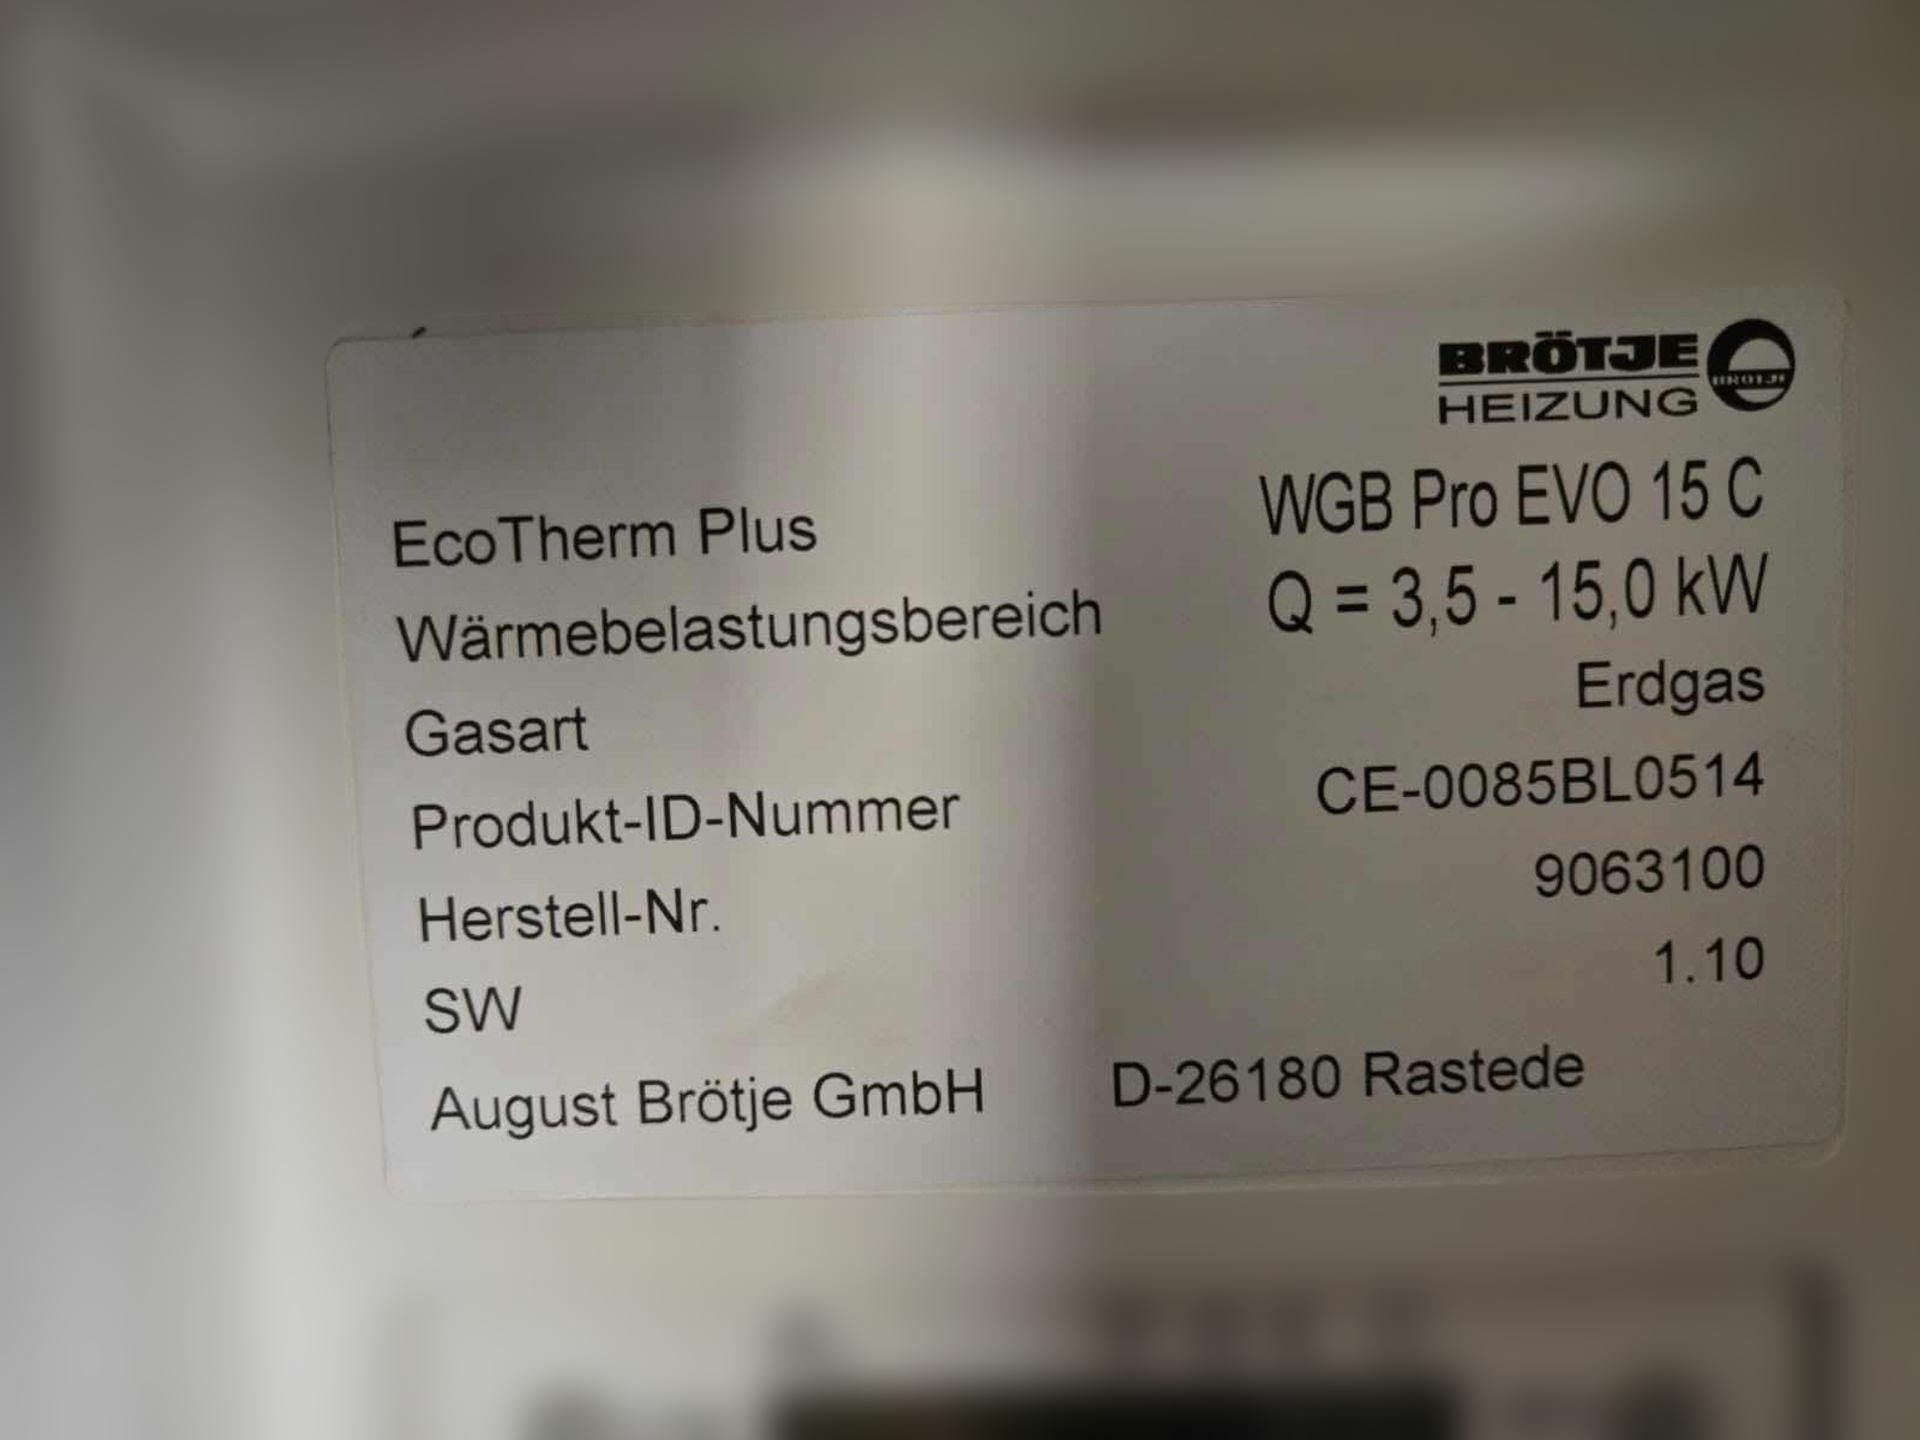 BRÖTJE
HEIZUNG
BRÖTJE
EcoTherm Plus WGB Pro EVO 15 C
Wärmebelastungsbereich Q = 3,5 - 15,0 kW
Gasart Erdgas
Produkt-ID-Nummer CE-0085BL0514
Herstell-Nr. 9063100
SW 1.10
August Brötje GmbH D-26180 Rastede